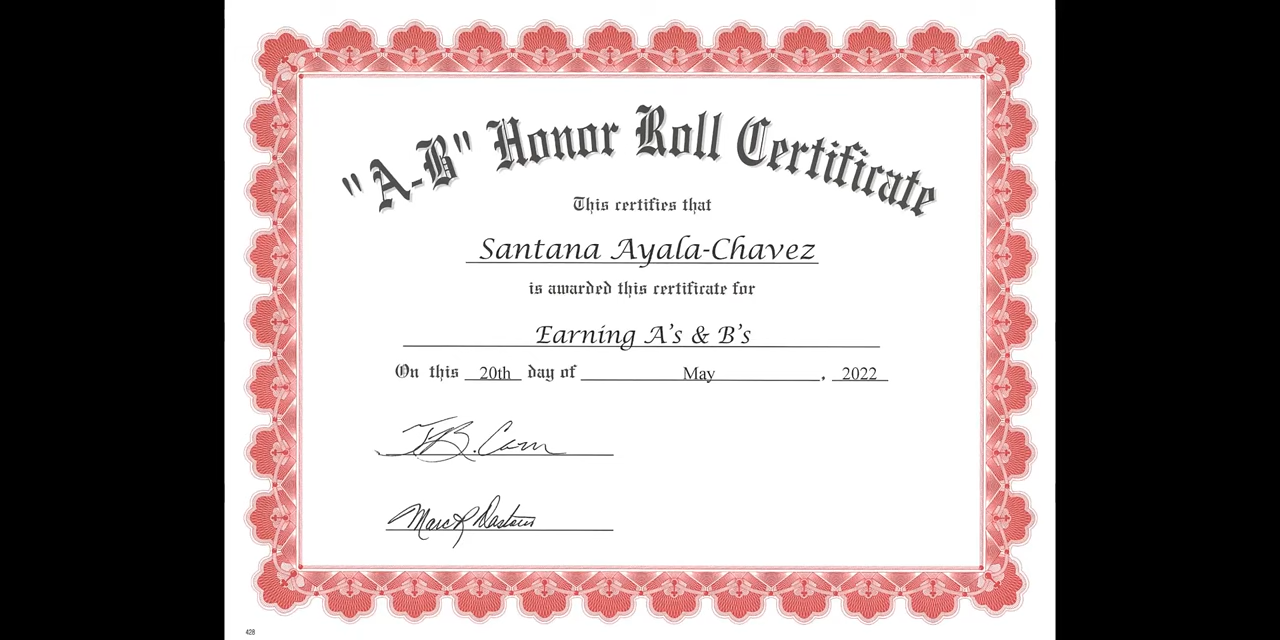 "A-B" Honor Roll Certificate
This certifies that
Santana Ayala-Chavez
is awarded this certificate for
Earning A's & B's
On this 20th day of May, 2022
428